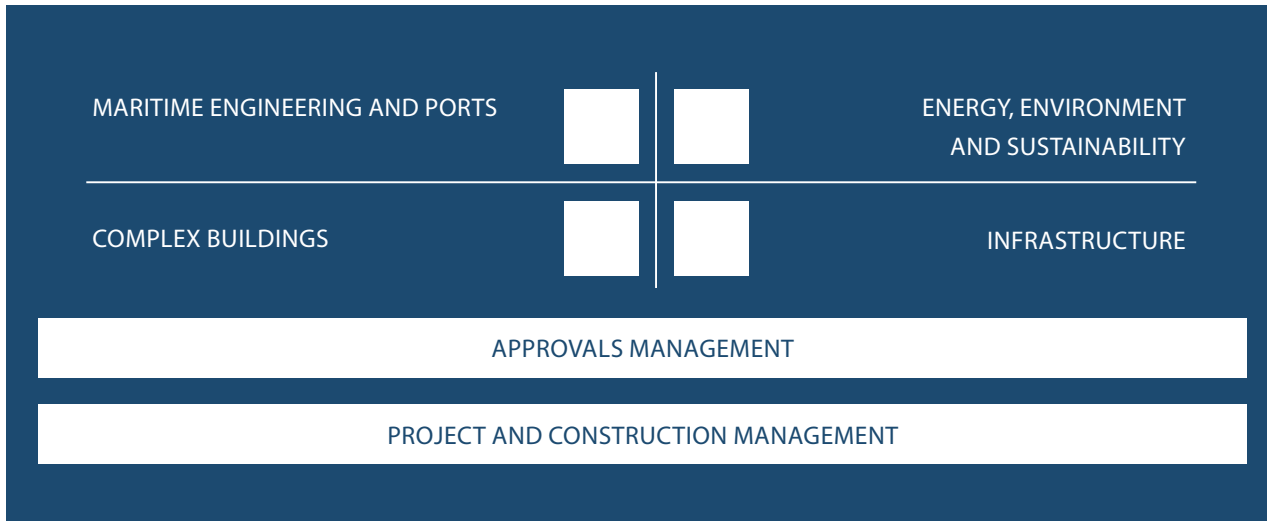 MARITIME ENGINEERING AND PORTS
ENERGY, ENVIRONMENT
AND SUSTAINABILITY
COMPLEX BUILDINGS
INFRASTRUCTURE
APPROVALS MANAGEMENT
PROJECT AND CONSTRUCTION MANAGEMENT